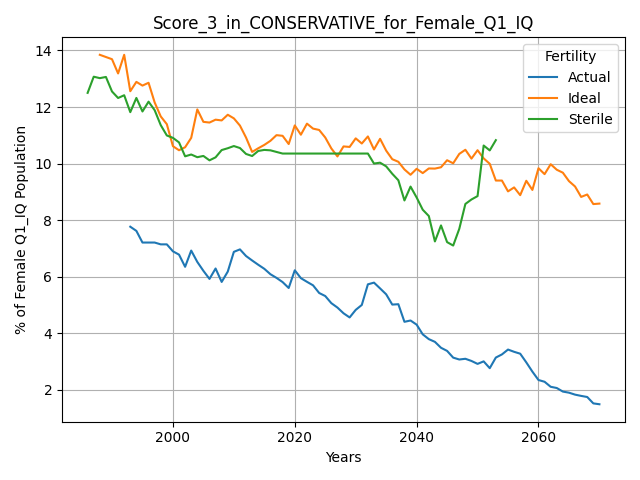 Score_3_in_CONSERVATIVE_for_Female_Q1_IQ
Fertility
Actual
Ideal
Sterile
% of Female Q1_IQ Population
14
12
10
8
6
4
2
2000
2020
2040
2060
Years